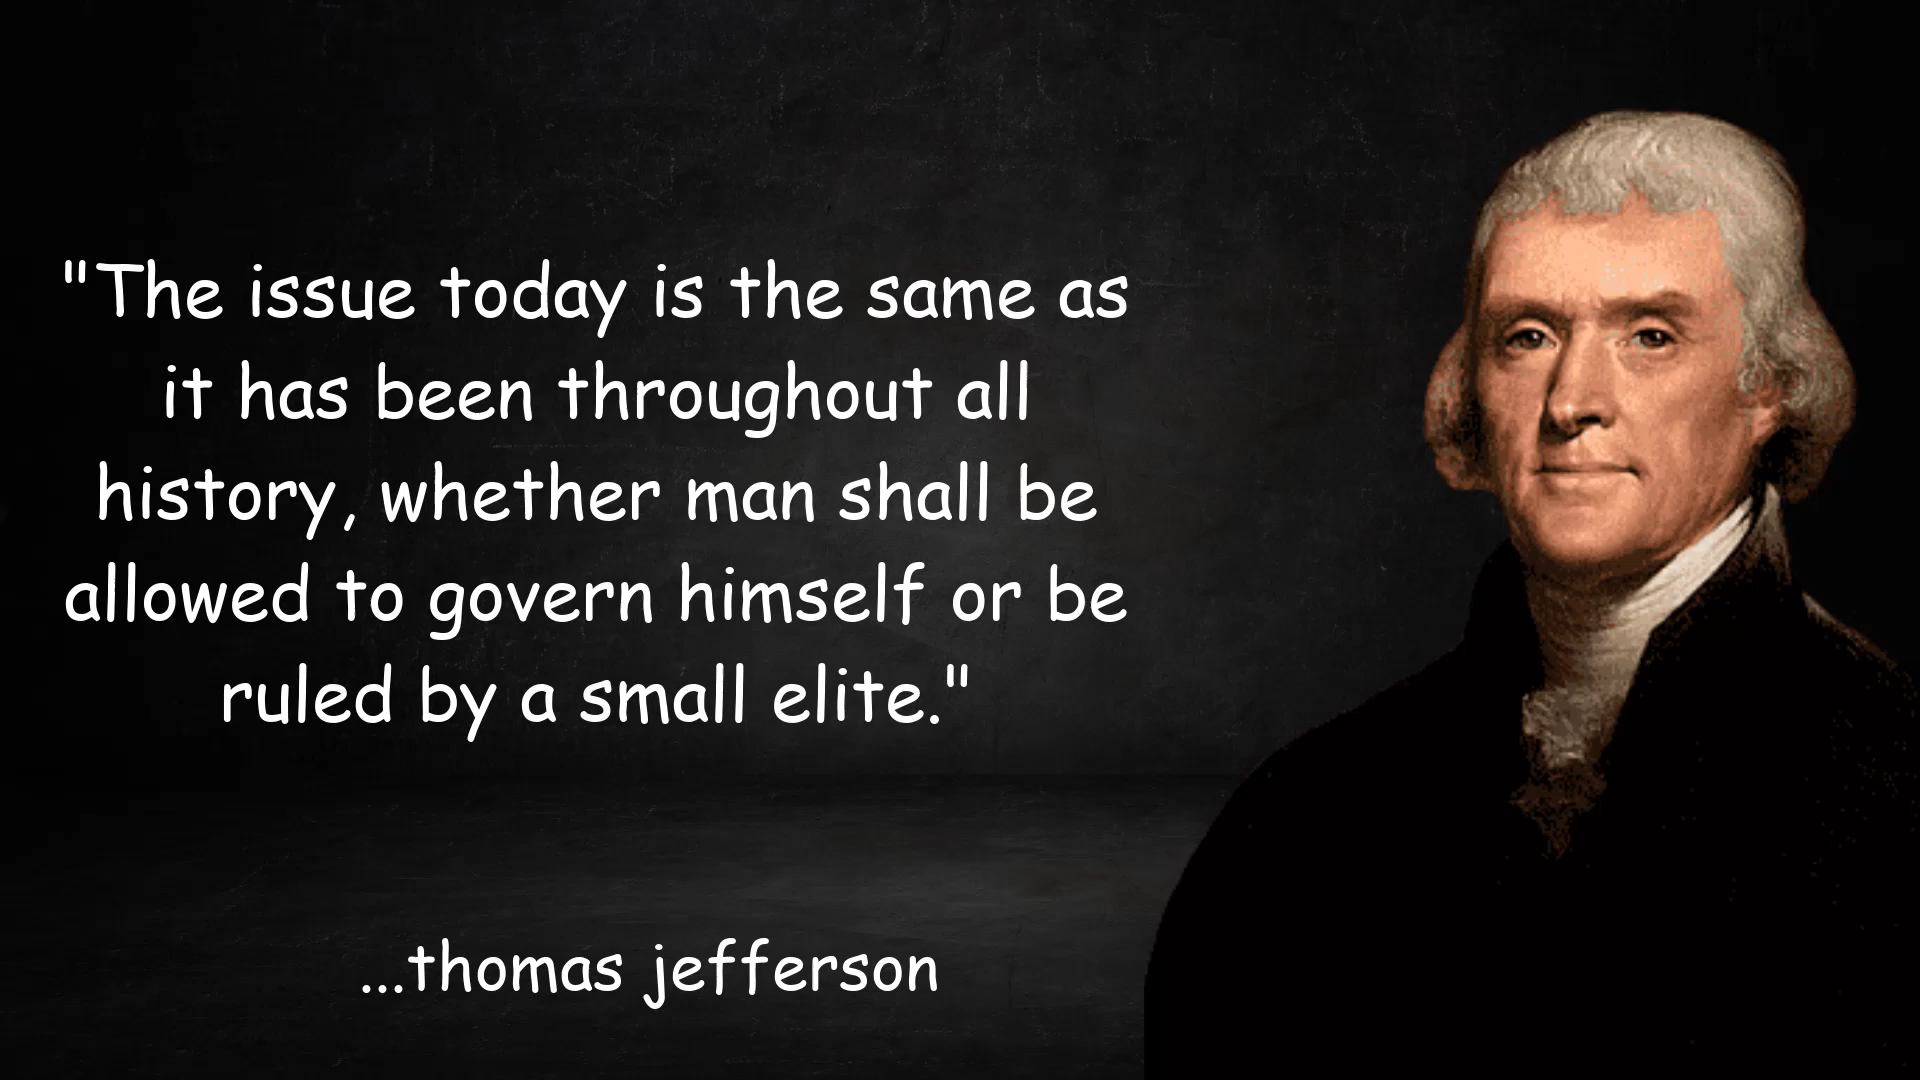 "The issue today is the same as
it has been throughout all
history, whether man shall be
allowed to govern himself or be
ruled by a small elite."
...thomas jefferson